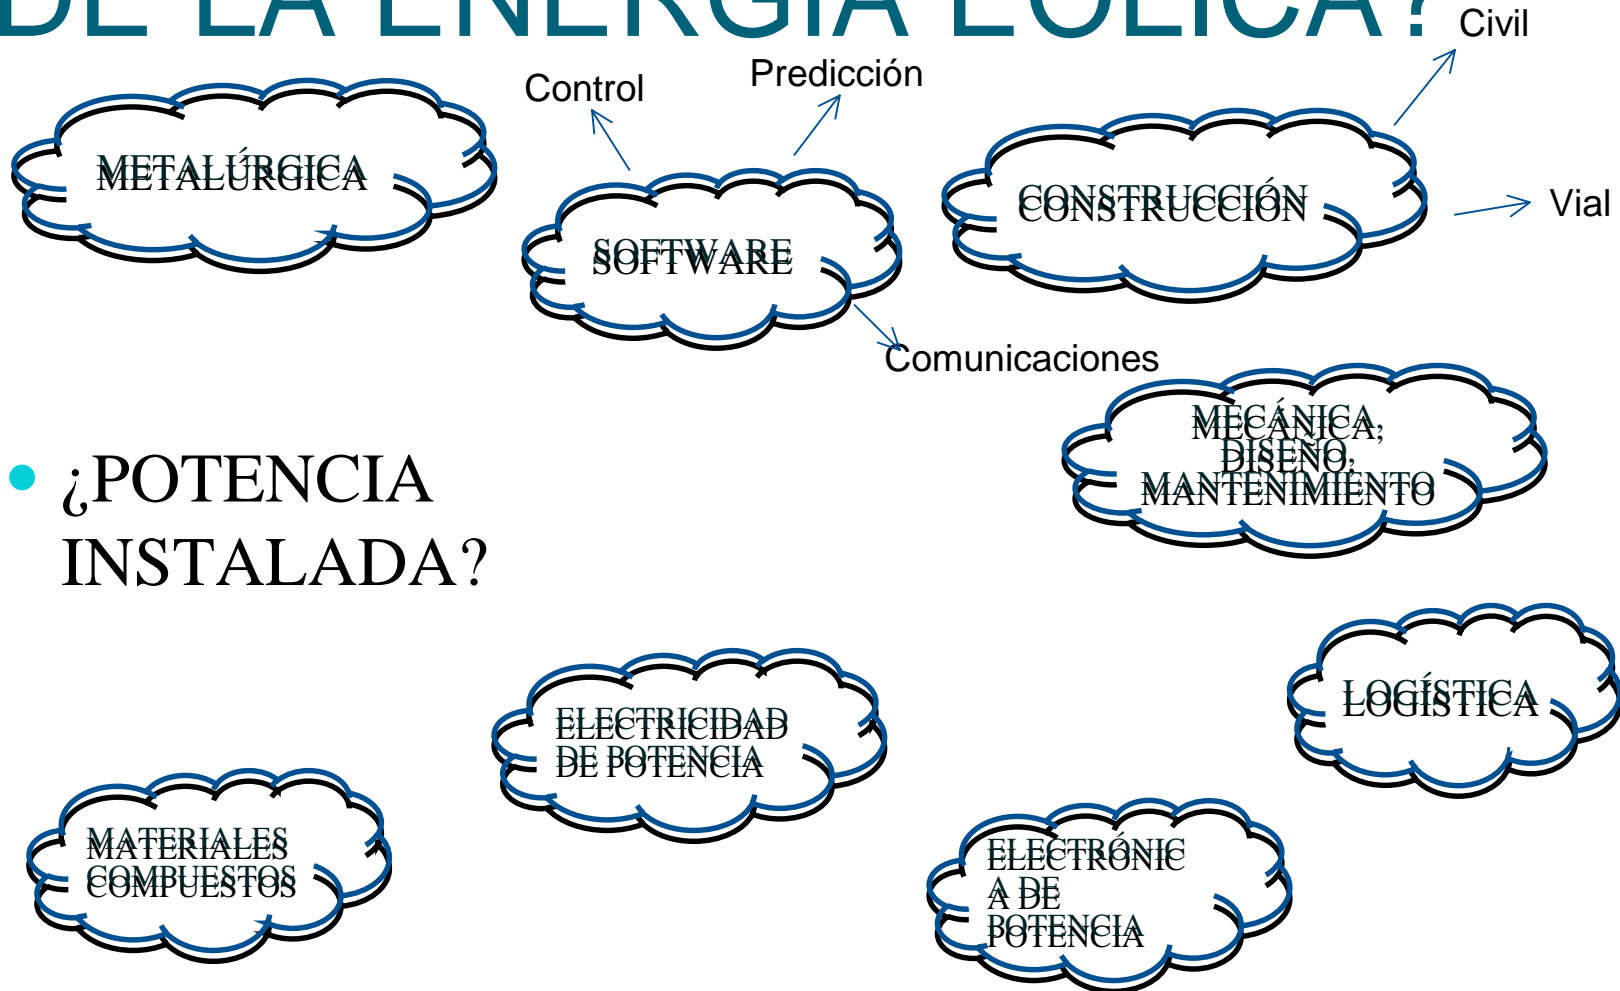 DE LA ENERGÍA EÓLICA?
Civil
Control
Predicción
METALÚRGICA
CONSTRUCCIÓN
Vial
SOFTWARE
Comunicaciones
MECÁNICA,
DISEÑO,
MANTENIMIENTO
¿POTENCIA
INSTALADA?
LOGÍSTICA
ELECTRICIDAD
DE POTENCIA
MATERIALES
COMPUESTOS
ELECTRÓNIC
A DE
POTENCIA